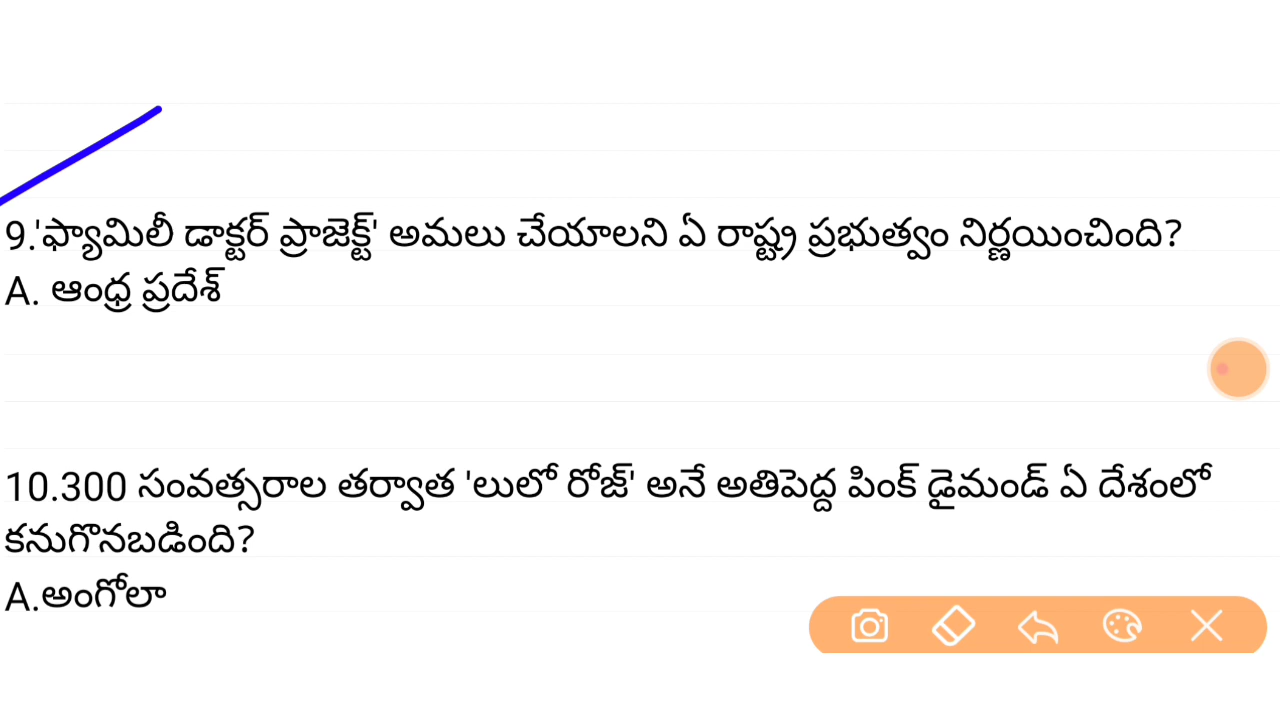 9.'ఫ్యామిలీ డాక్టర్ ప్రాజెక్ట్' అమలు చేయాలని ఏ రాష్ట్ర ప్రభుత్వం నిర్ణయించింది?
A. ఆంధ్ర ప్రదేశ్
10.300 సంవత్సరాల తర్వాత 'లులో రోజ్' అనే అతిపెద్ద పింక్ డైమండ్ ఏ దేశంలో
కనుగొనబడింది?
A.అంగోలా